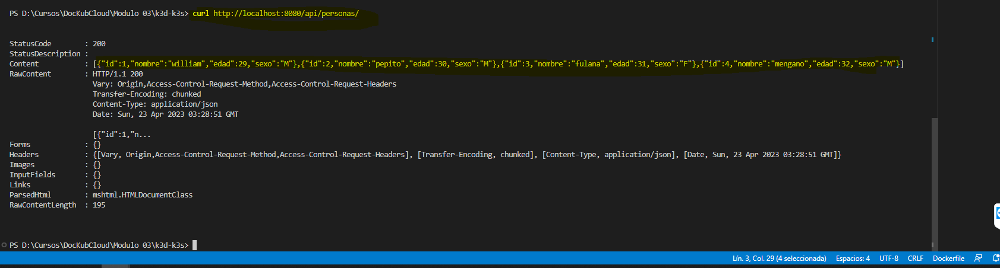 PS D:\Cursos\DocKubCloud\Modulo 03\k3d-k3s> curl http://localhost:8080/api/personas/
StatusCode        : 200
StatusDescription :
Content           : [{"id":1,"nombre":"william","edad":29,"sexo":"M"},{"id":2,"nombre":"pepito","edad":30,"sexo":"M"},{"id":3,"nombre":"fulana","edad":31,"sexo":"F"},{"id":4,"nombre":"mengano","edad":32,"sexo":"M"}]
RawContent        : HTTP/1.1 200
Vary: Origin,Access-Control-Request-Method,Access-Control-Request-Headers
Transfer-Encoding: chunked
Content-Type: application/json
Date: Sun, 23 Apr 2023 03:28:51 GMT
[{"id":1,"n...
Forms             : {}
Headers           : {[Vary, Origin,Access-Control-Request-Method,Access-Control-Request-Headers], [Transfer-Encoding, chunked], [Content-Type, application/json], [Date, Sun, 23 Apr 2023 03:28:51 GMT]}
Images            : {}
InputFields       : {}
Links             : {}
ParsedHtml        : mshtml.HTMLDocumentClass
RawContentLength  : 195
PS D:\Cursos\DocKubCloud\Modulo 03\k3d-k3s>
Lín. 3, Col. 29 (4 seleccionada) Espacios: 4 UTF-8 CRLF Dockerfile